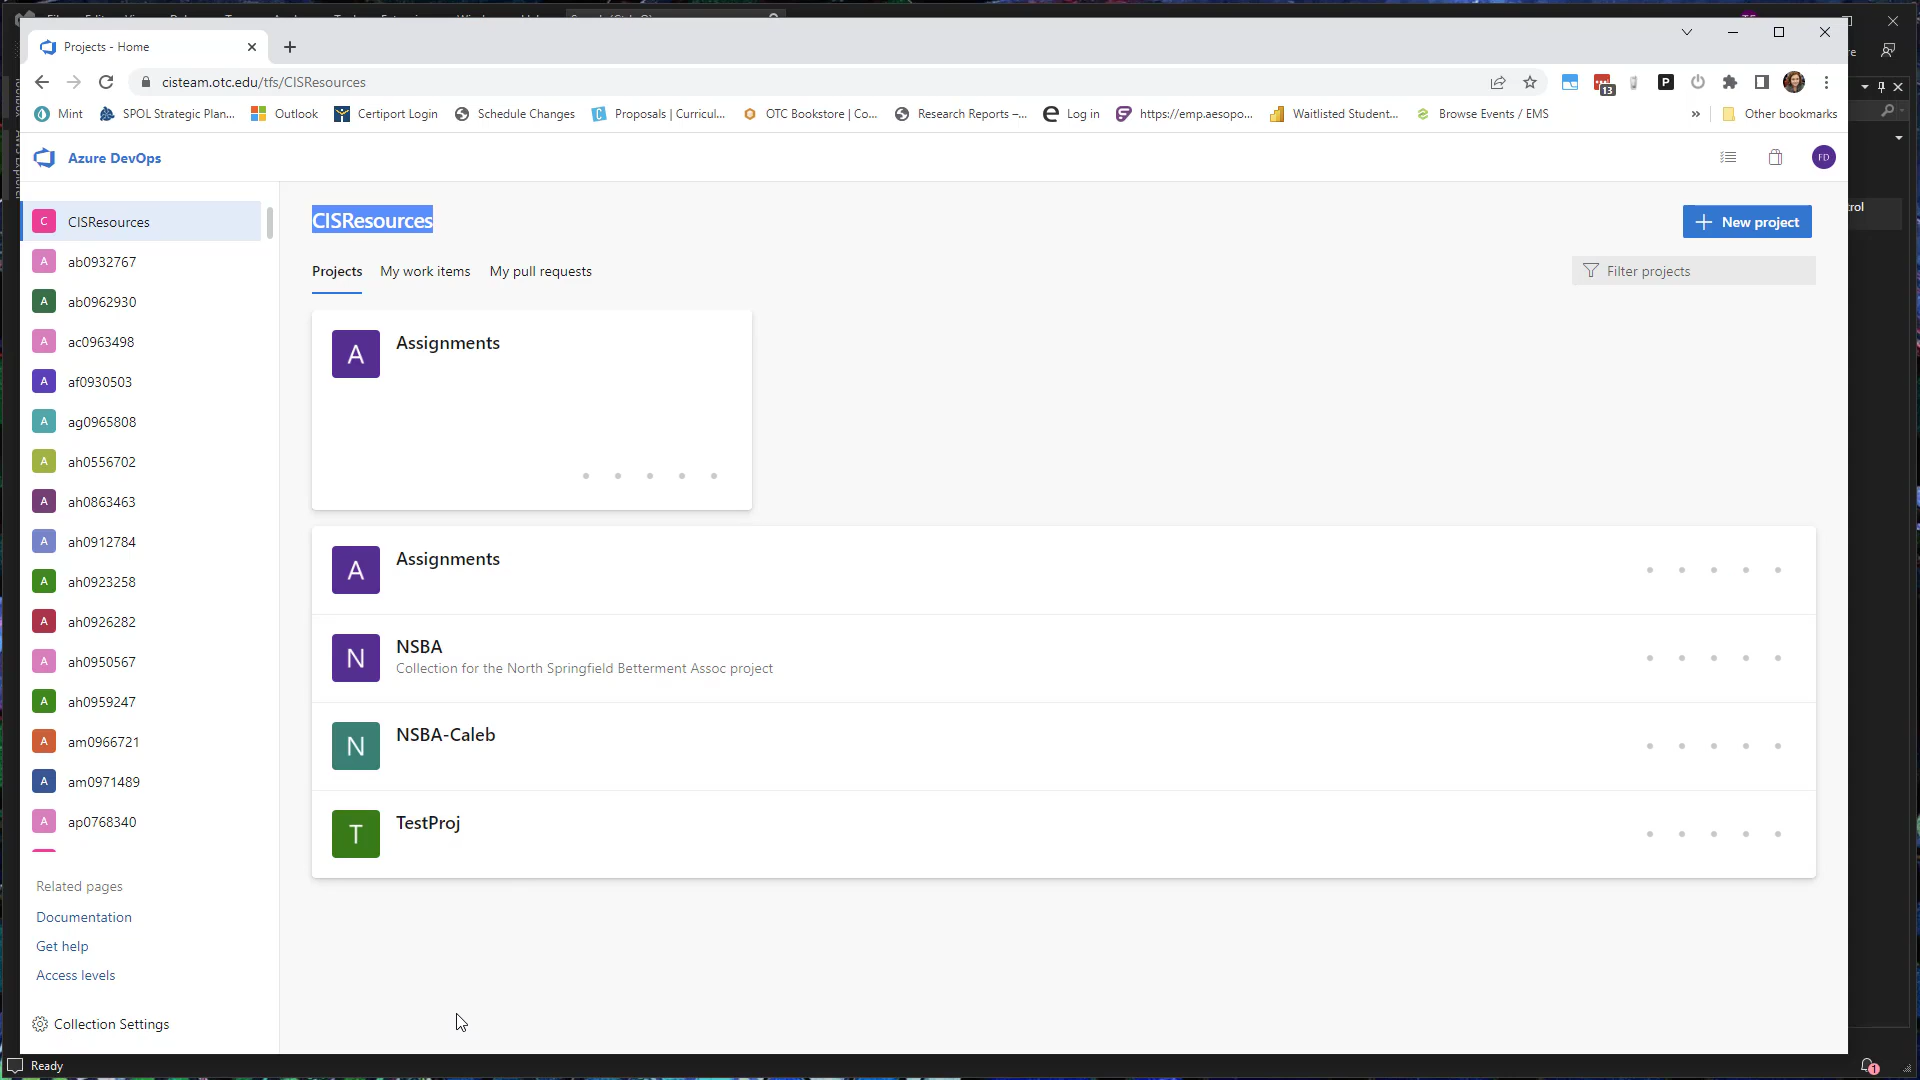 Projects - Home
cisteam.otc.edu/tfs/CISResources
13
Mint
SPOL Strategic Plan...
Outlook
Certiport Login
Schedule Changes
Proposals | Curricul...
OTC Bookstore | Co...
Research Reports –...
Log in
https://emp.aesopo...
Waitlisted Student...
Browse Events / EMS
»
Other bookmarks
Azure DevOps
FD
C CISResources
A ab0932767
A ab0962930
A ac0963498
A af0930503
A ag0965808
A ah0556702
A ah0863463
A ah0912784
A ah0923258
A ah0926282
A ah0950567
A ah0959247
A am0966721
A am0971489
A ap0768340
Related pages
Documentation
Get help
Access levels
Collection Settings
CISResources
New project
Projects
My work items
My pull requests
Filter projects
A Assignments
A Assignments
N NSBA
Collection for the North Springfield Betterment Assoc project
N NSBA-Caleb
T TestProj
Ready
1